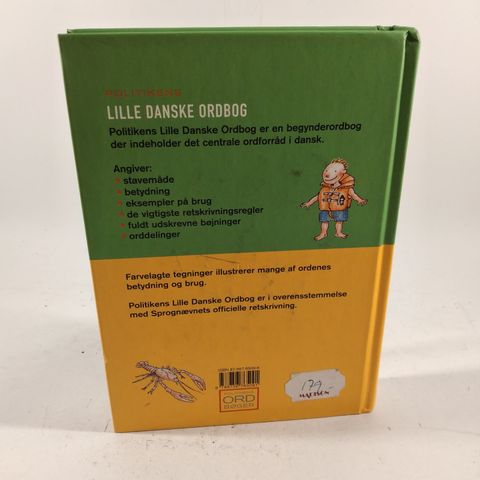 POLITIKENS
LILLE DANSKE ORDBOG
Politikens Lille Danske Ordbog er en begynderordbog
der indeholder det centrale ordforråd i dansk.
Angiver:
• stavemåde
• betydning
• eksempler på brug
• de vigtigste retskrivningsregler
• fuldt udskrevne bøjninger
• orddelinger
Farvelagte tegninger illustrerer mange af ordenes
betydning og brug.
Politikens Lille Danske Ordbog er i overensstemmelse
med Sprognævnets officielle retskrivning.
ORD
BØGER
179,-